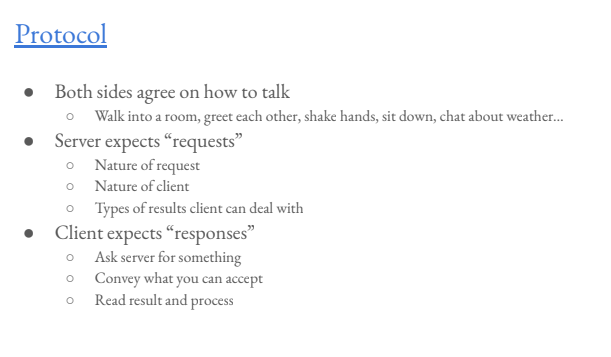 Protocol
● Both sides agree on how to talk
○ Walk into a room, greet each other, shake hands, sit down, chat about weather...
● Server expects “requests”
○ Nature of request
○ Nature of client
○ Types of results client can deal with
● Client expects “responses”
○ Ask server for something
○ Convey what you can accept
○ Read result and process